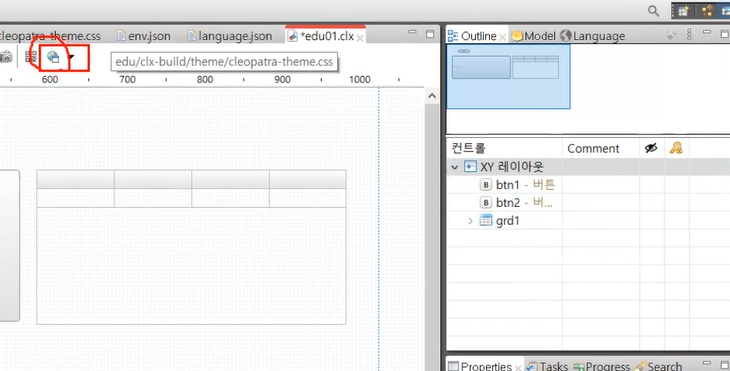 cleopatra-theme.css env.json language.json *edu01.clx
Outline Model Language
edu/clx-build/theme/cleopatra-theme.css
600 700 800 900 1000
컨트롤 Comment
XY 레이아웃
btn1 - 버튼
btn2 - 버...
grd1
Properties Tasks Progress Search